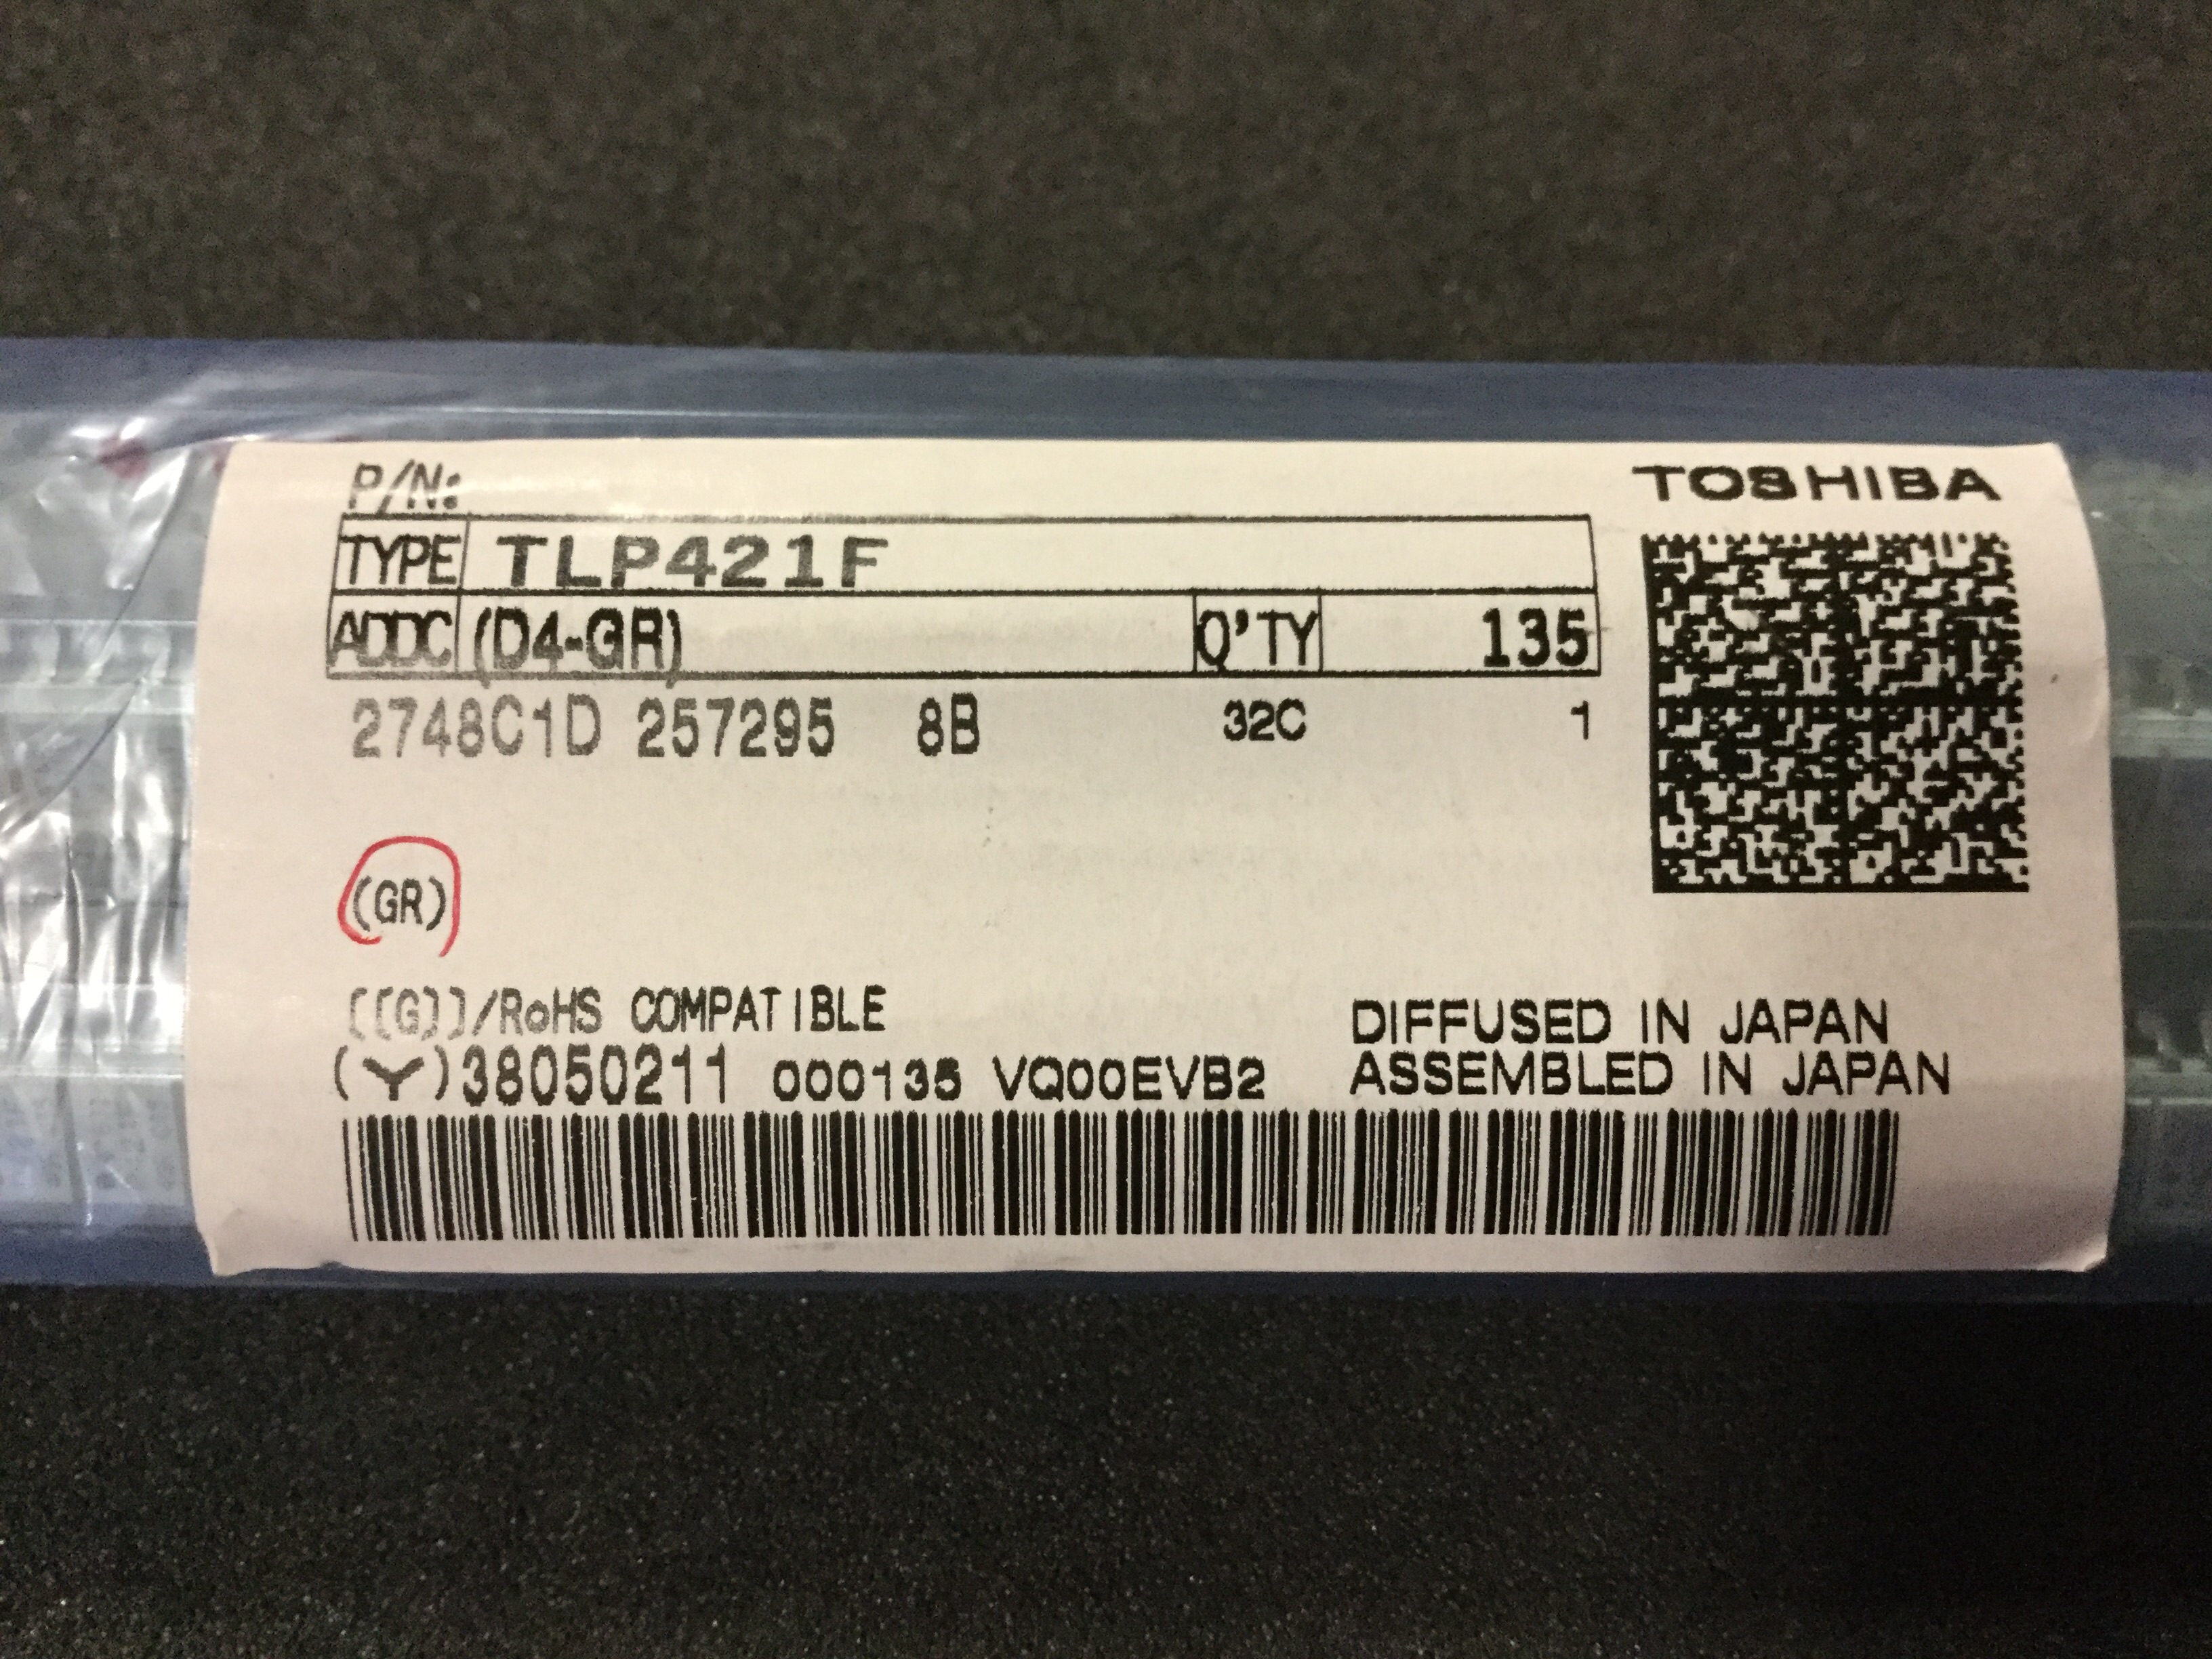 P/N:
TOSHIBA
TYPE TLP421F
ADDC (D4-GR) Q'TY 135
2748C1D 257295 8B 32C 1
(GR)
[[G]]/RoHS COMPATIBLE
DIFFUSED IN JAPAN
(Y)38050211 000135 VQ00EVB2
ASSEMBLED IN JAPAN